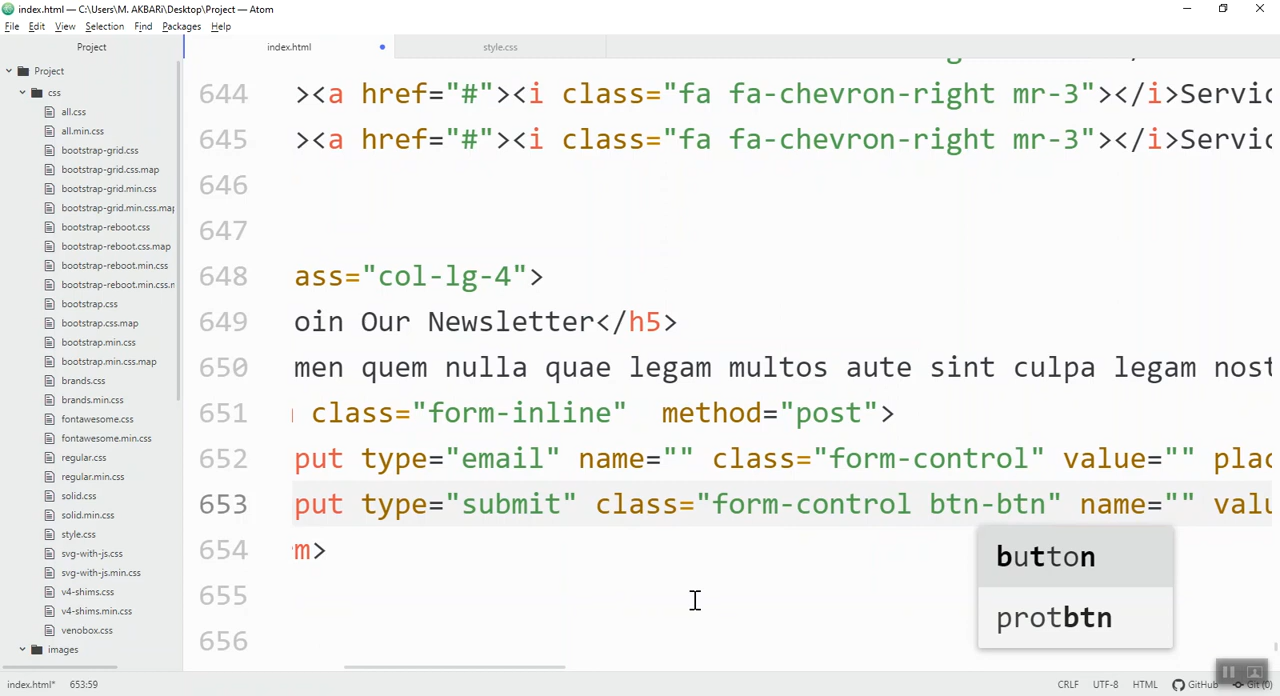 index.html — C:\Users\M. AKBARi\Desktop\Project — Atom
File Edit View Selection Find Packages Help
Project
index.html
style.css
Project
css
all.css
all.min.css
bootstrap-grid.css
bootstrap-grid.css.map
bootstrap-grid.min.css
bootstrap-grid.min.css.map
bootstrap-reboot.css
bootstrap-reboot.css.map
bootstrap-reboot.min.css
bootstrap-reboot.min.css.n
bootstrap.css
bootstrap.css.map
bootstrap.min.css
bootstrap.min.css.map
brands.css
brands.min.css
fontawesome.css
fontawesome.min.css
regular.css
regular.min.css
solid.css
solid.min.css
style.css
svg-with-js.css
svg-with-js.min.css
v4-shims.css
v4-shims.min.css
venobox.css
images
644 ><a href="#"><i class="fa fa-chevron-right mr-3"></i>Servic
645 ><a href="#"><i class="fa fa-chevron-right mr-3"></i>Servic
646
647
648 ass="col-lg-4">
649 oin Our Newsletter</h5>
650 men quem nulla quae legam multos aute sint culpa legam nost
651 class="form-inline"  method="post">
652 put type="email" name="" class="form-control" value="" plac
653 put type="submit" class="form-control btn-btn" name="" valu
654 m>
655
656
button
protbtn
index.html* 653:59
CRLF UTF-8 HTML GitHub Git (0)